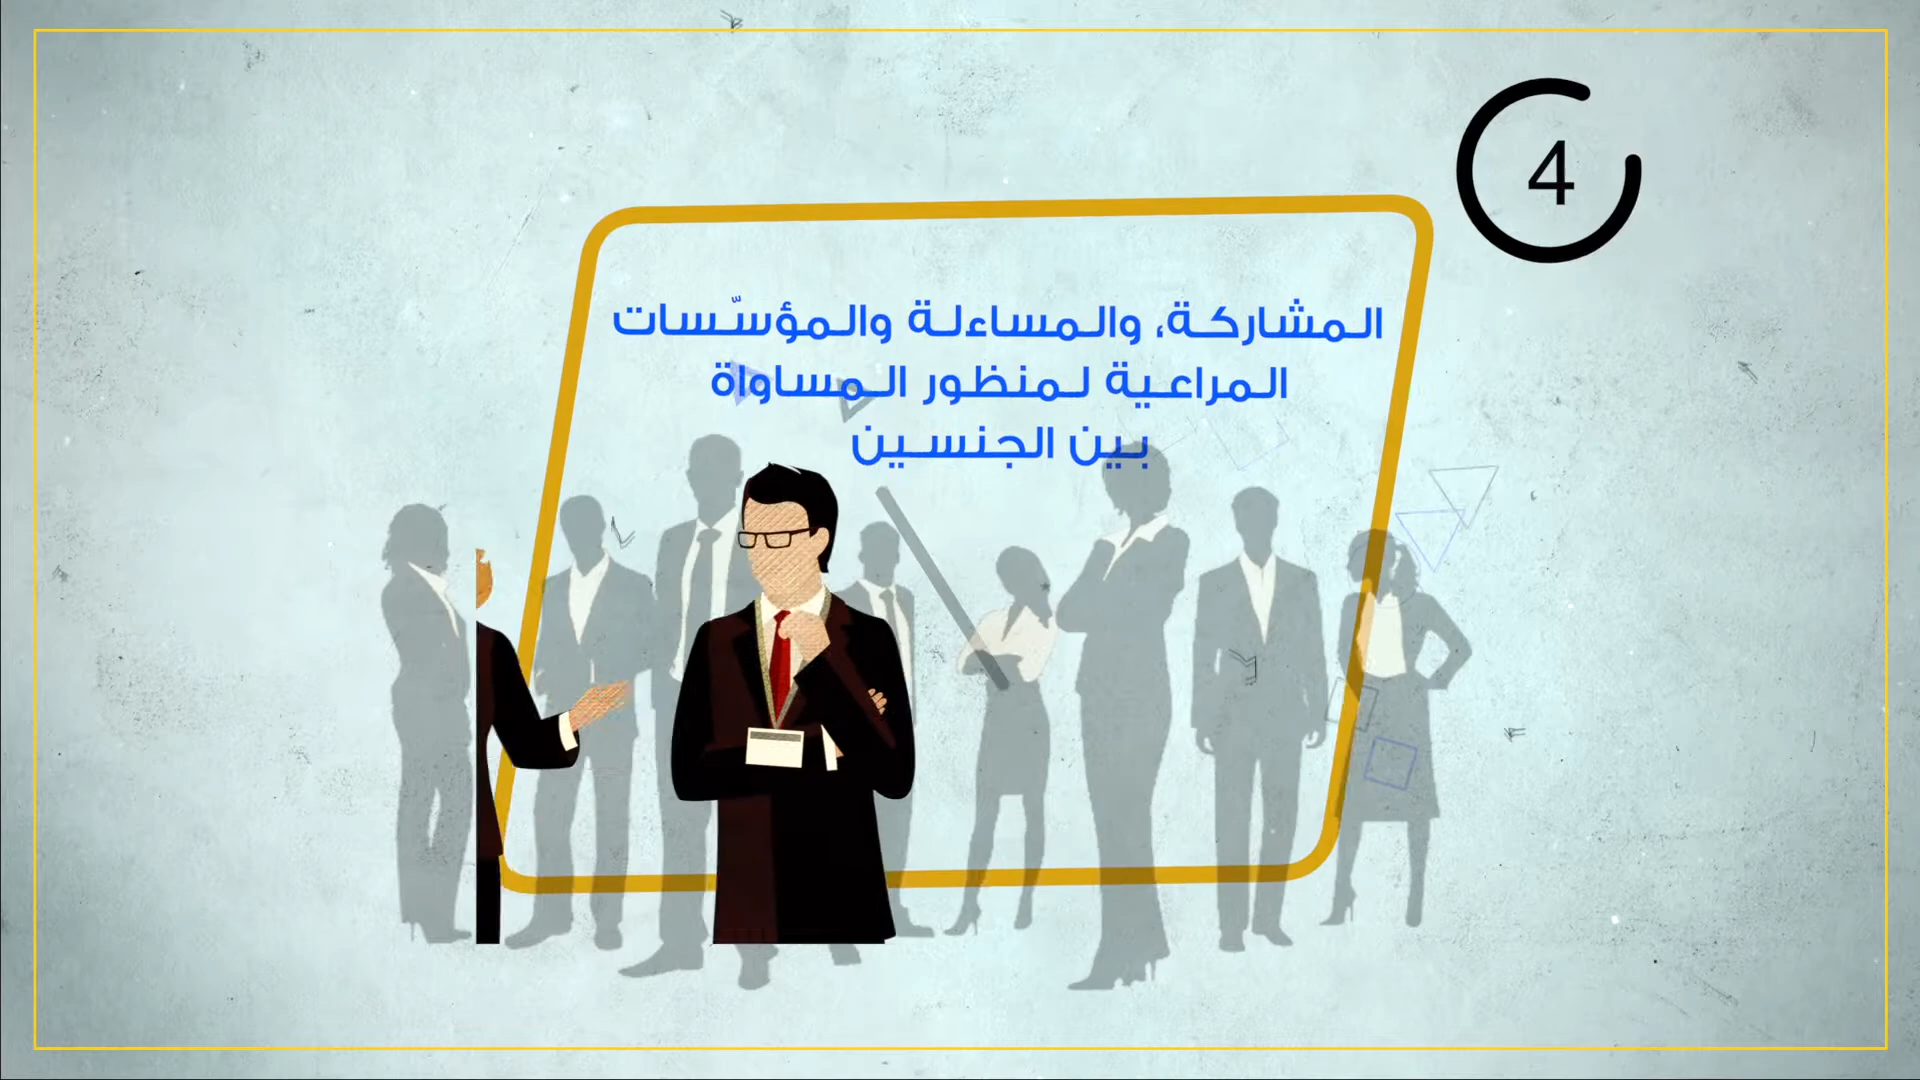 4
المشاركة، والمساءلة والمؤسّسات
المراعية لمنظور المساواة
بين الجنسين